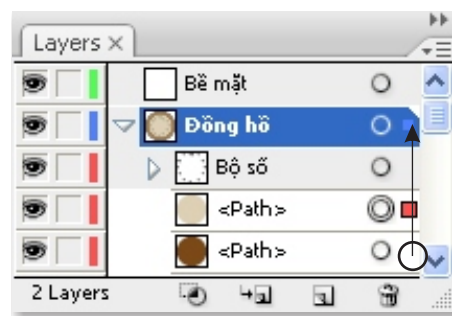 Layers
Bề mặt
Đồng hồ
Bộ số
<Path>
<Path>
2 Layers